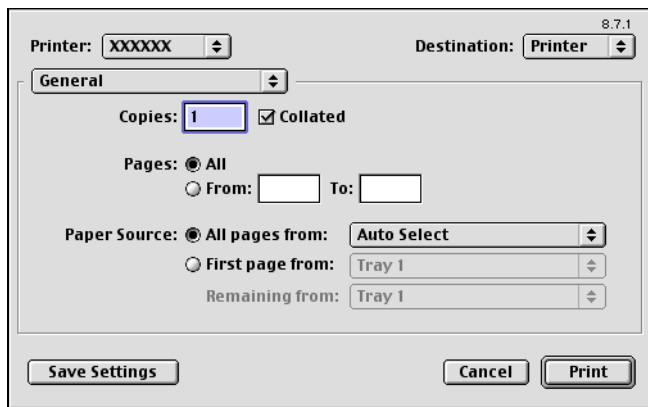 8.7.1
Printer: XXXXXX Destination: Printer
General
Copies: 1 Collated
Pages: All
From: To:
Paper Source: All pages from: Auto Select
First page from: Tray 1
Remaining from: Tray 1
Save Settings Cancel Print